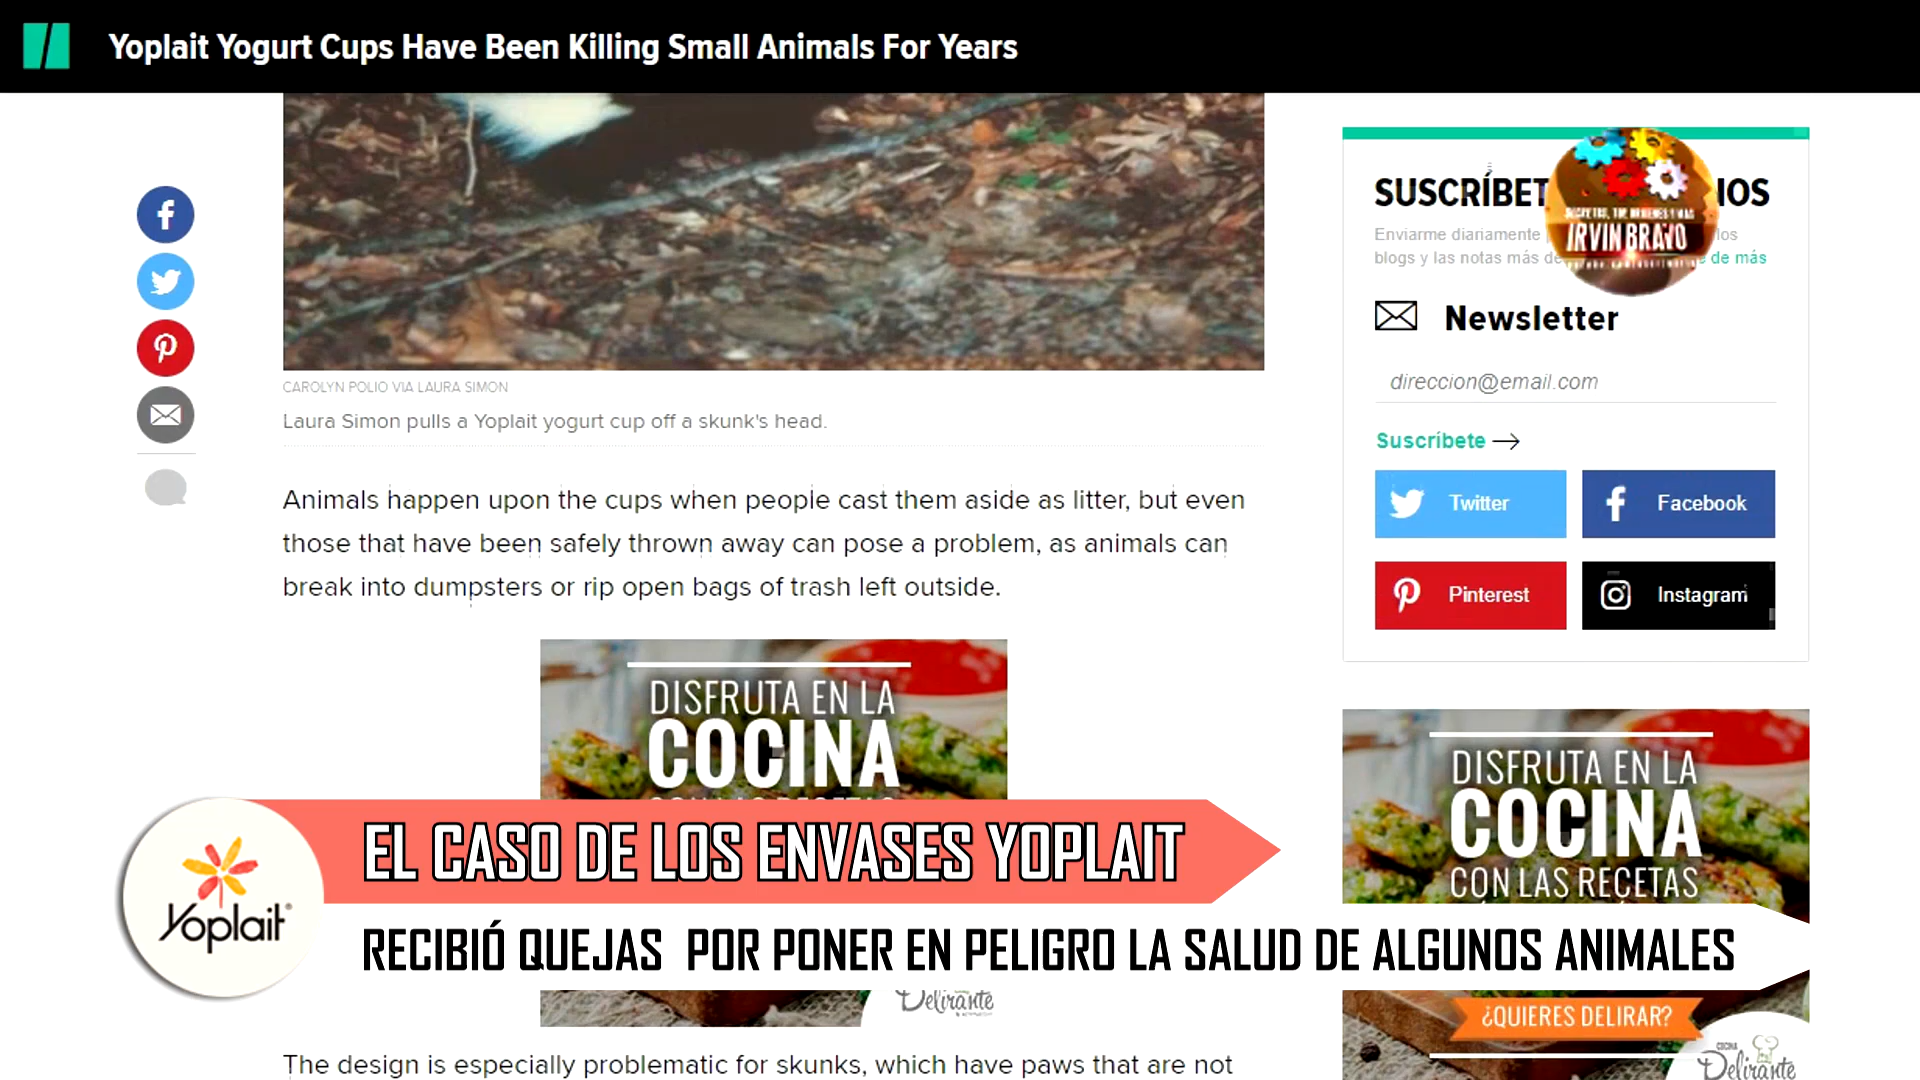 Yoplait Yogurt Cups Have Been Killing Small Animals For Years
CAROLYN POLIO VIA LAURA SIMON
Laura Simon pulls a Yoplait yogurt cup off a skunk's head.
Animals happen upon the cups when people cast them aside as litter, but even
those that have been safely thrown away can pose a problem, as animals can
break into dumpsters or rip open bags of trash left outside.
DISFRUTA EN LA
COCINA
Delirante
The design is especially problematic for skunks, which have paws that are not
SUSCRÍBET IOS
Enviarme diariamente los
blogs y las notas más de de más
IRVIN BRAVO
Newsletter
direccion@email.com
Suscríbete
Twitter
Facebook
Pinterest
Instagram
DISFRUTA EN LA
COCINA
CON LAS RECETAS
¿QUIERES DELIRAR?
COCINA
Delirante
Yoplait®
EL CASO DE LOS ENVASES YOPLAIT
RECIBIÓ QUEJAS POR PONER EN PELIGRO LA SALUD DE ALGUNOS ANIMALES